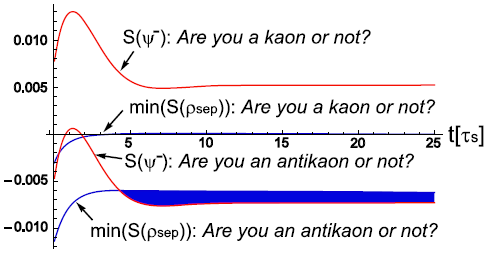 0.010
S(ψ⁻): Are you a kaon or not?
0.005
min(S(ρsep)): Are you a kaon or not?
t[τs]
5 10 15 20 25
S(ψ⁻): Are you an antikaon or not?
−0.005
−0.010
min(S(ρsep)): Are you an antikaon or not?